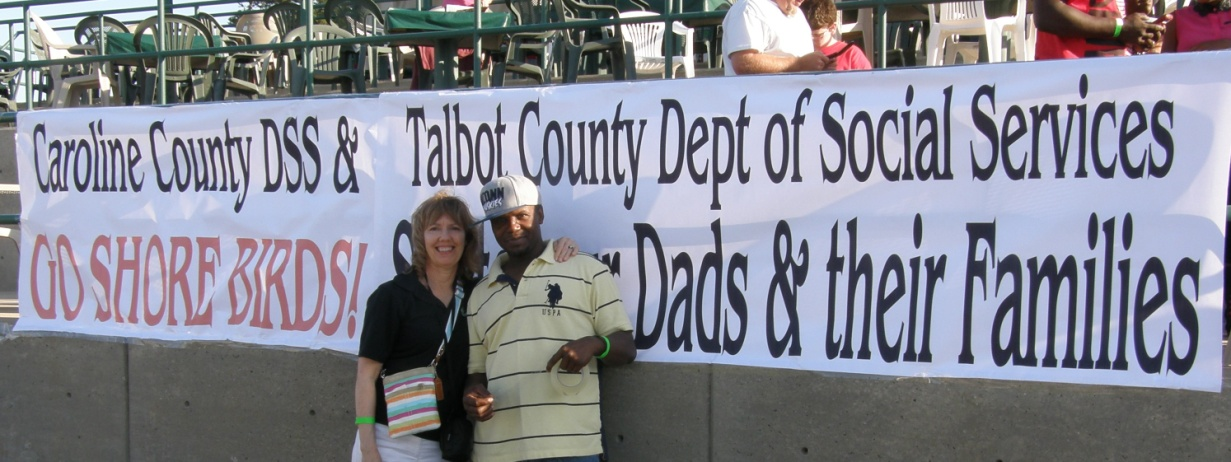 Caroline County DSS &
GO SHORE BIRDS!
Talbot County Dept of Social Services
Dads & their Families
USPA